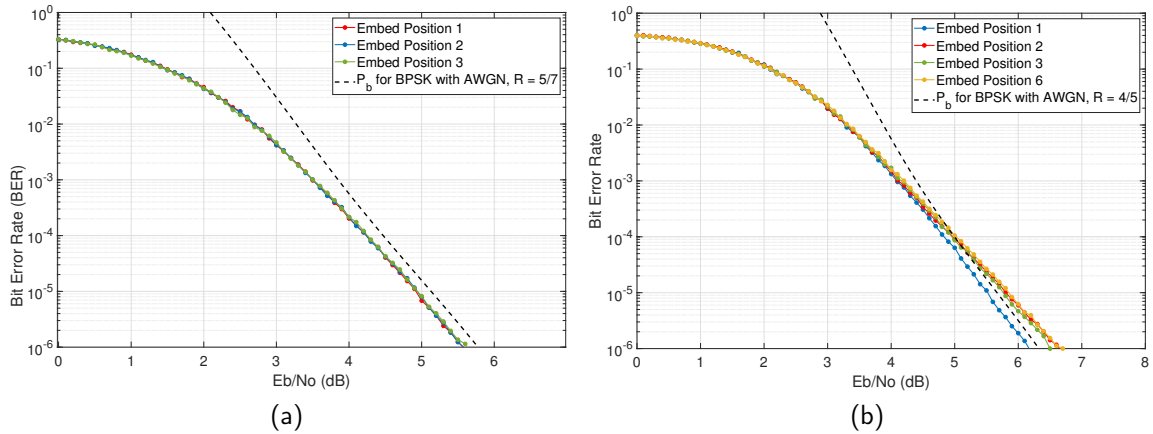 10^0
10^-1
10^-2
10^-3
10^-4
10^-5
10^-6
Bit Error Rate (BER)
0 1 2 3 4 5 6
Eb/No (dB)
Embed Position 1
Embed Position 2
Embed Position 3
P_b for BPSK with AWGN, R = 5/7
(a)
10^0
10^-1
10^-2
10^-3
10^-4
10^-5
10^-6
Bit Error Rate
0 1 2 3 4 5 6 7 8
Eb/No (dB)
Embed Position 1
Embed Position 2
Embed Position 3
Embed Position 6
P_b for BPSK with AWGN, R = 4/5
(b)